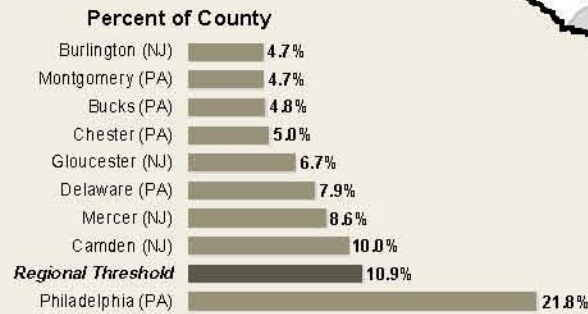 Percent of County
Burlington (NJ) 4.7%
Montgomery (PA) 4.7%
Bucks (PA) 4.8%
Chester (PA) 5.0%
Gloucester (NJ) 6.7%
Delaware (PA) 7.9%
Mercer (NJ) 8.6%
Camden (NJ) 10.0%
Regional Threshold 10.9%
Philadelphia (PA) 21.8%